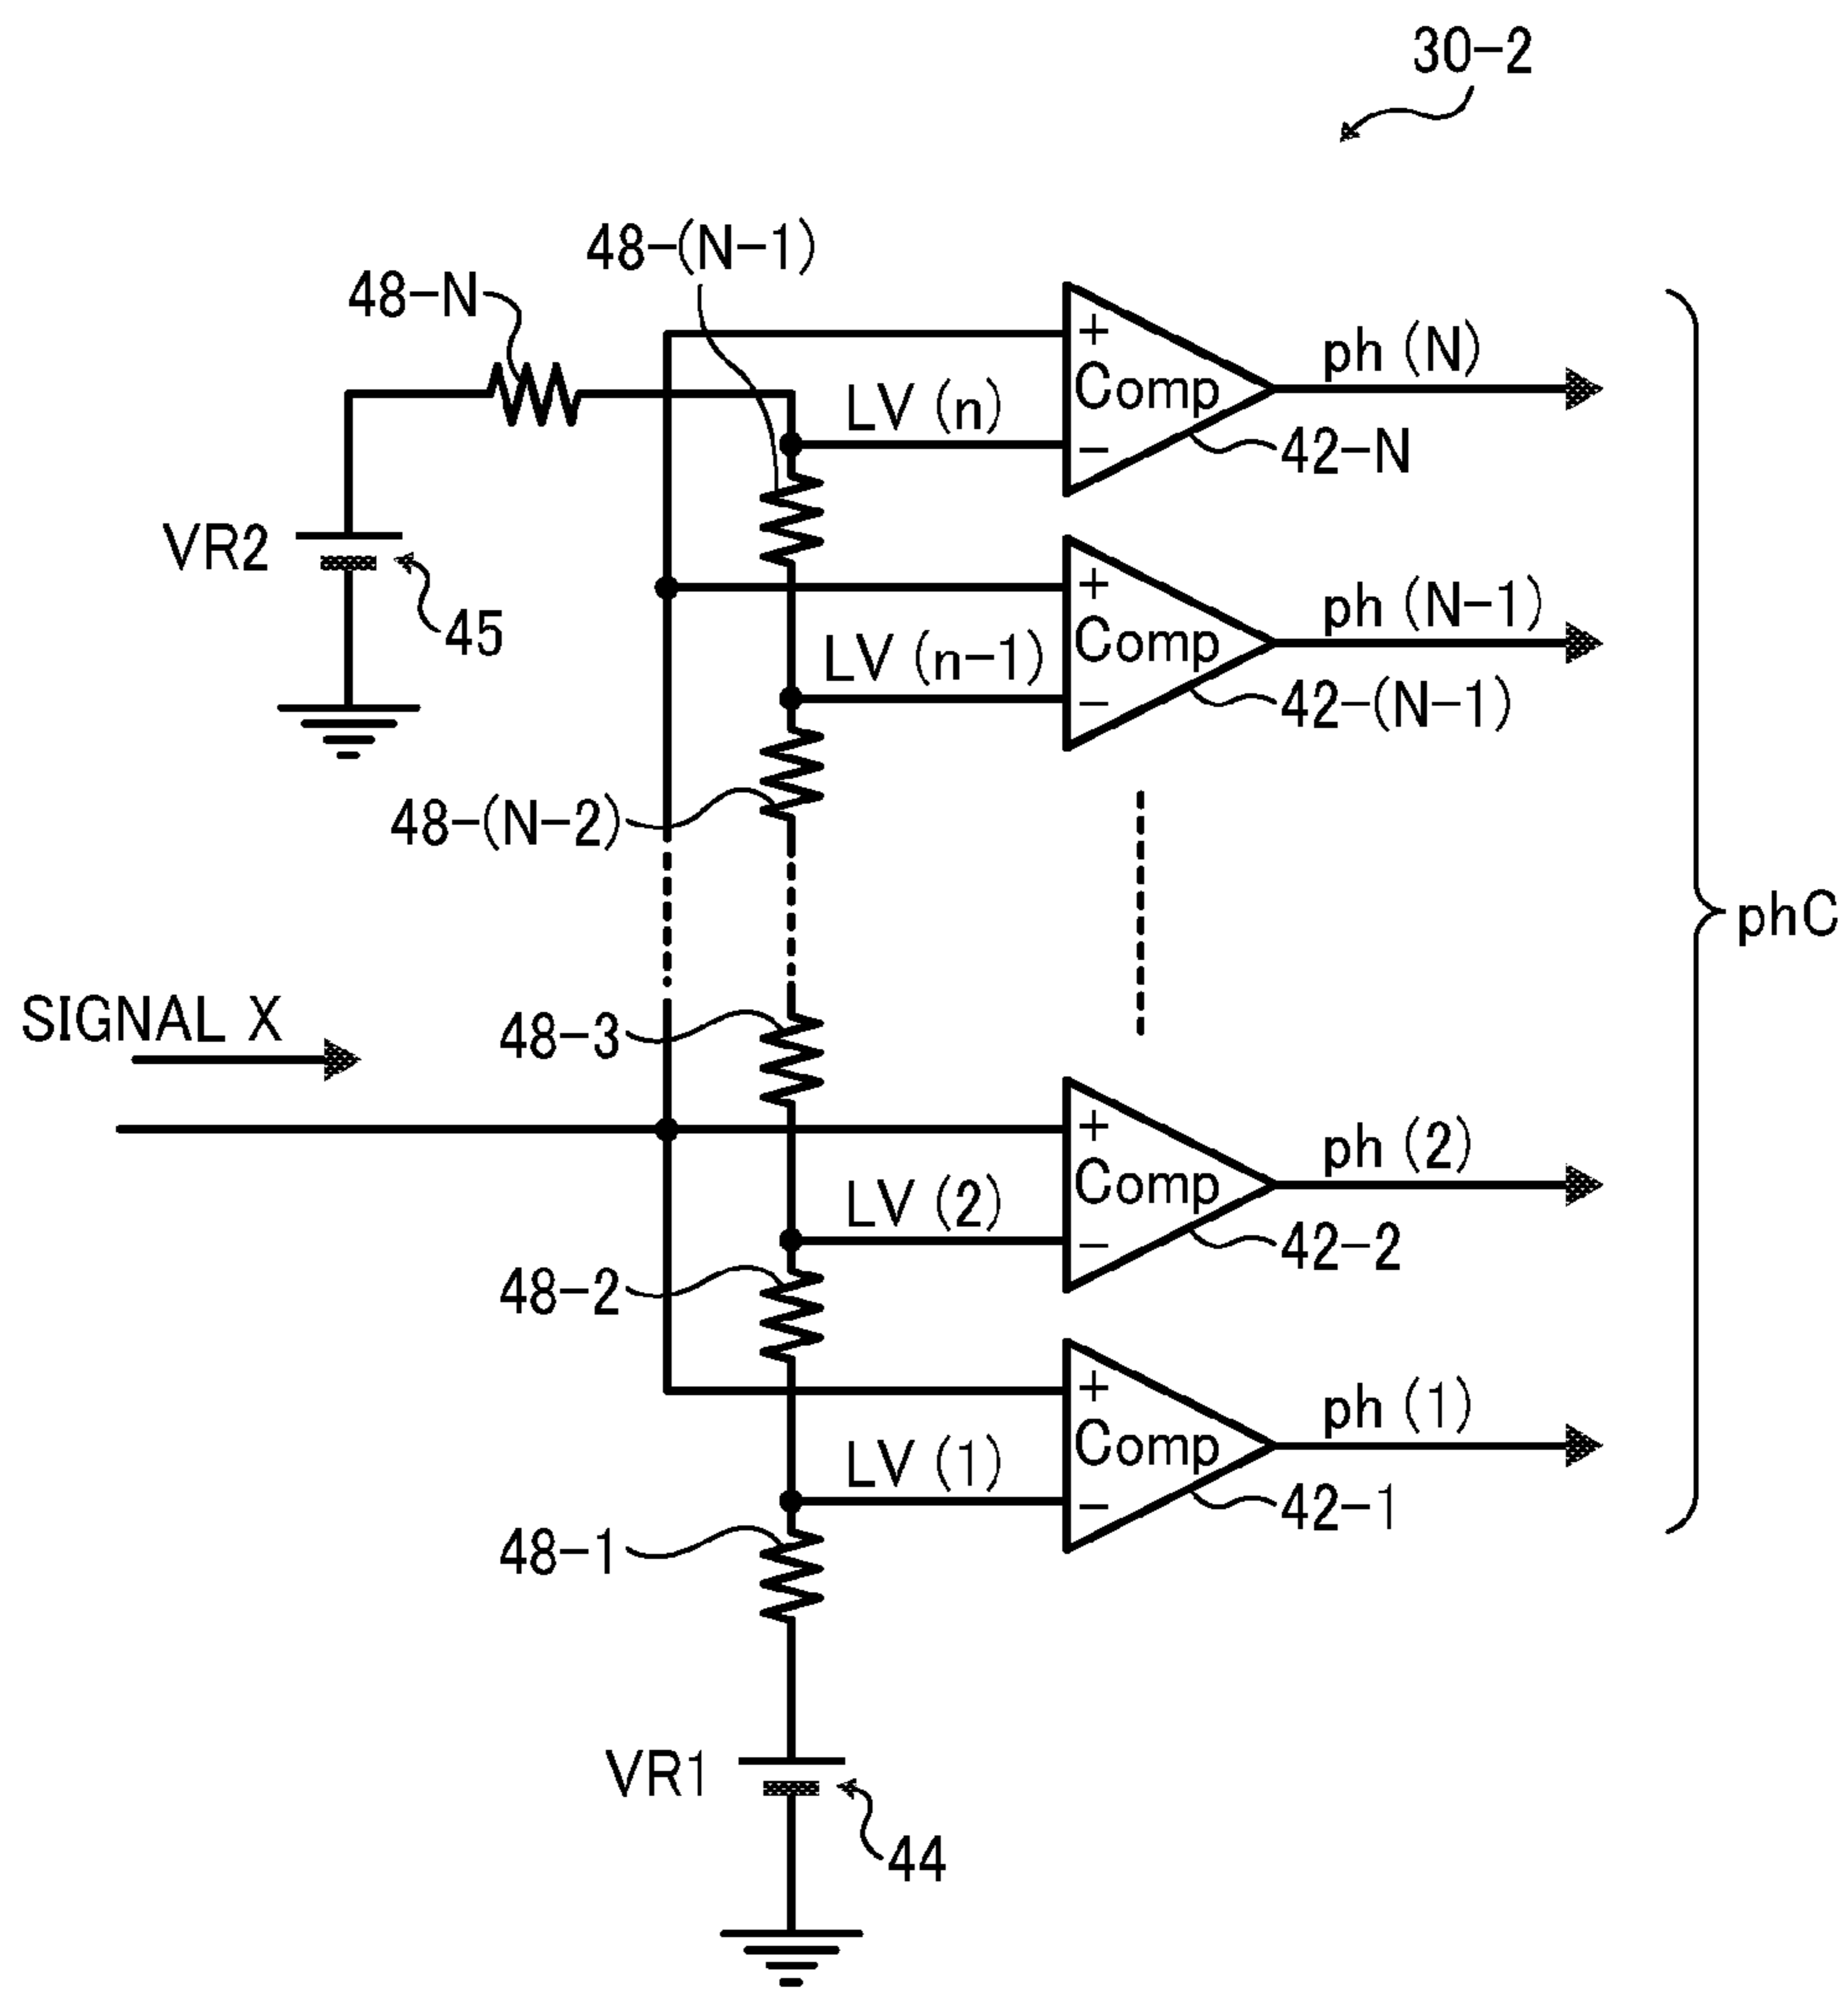 30-2
48-(N-1)
48-N
+
Comp
-
ph (N)
LV (n)
42-N
VR2
45
+
Comp
-
ph (N-1)
LV (n-1)
42-(N-1)
48-(N-2)
phC
SIGNAL X
48-3
+
Comp
-
ph (2)
LV (2)
42-2
48-2
+
Comp
-
ph (1)
LV (1)
42-1
48-1
VR1
44